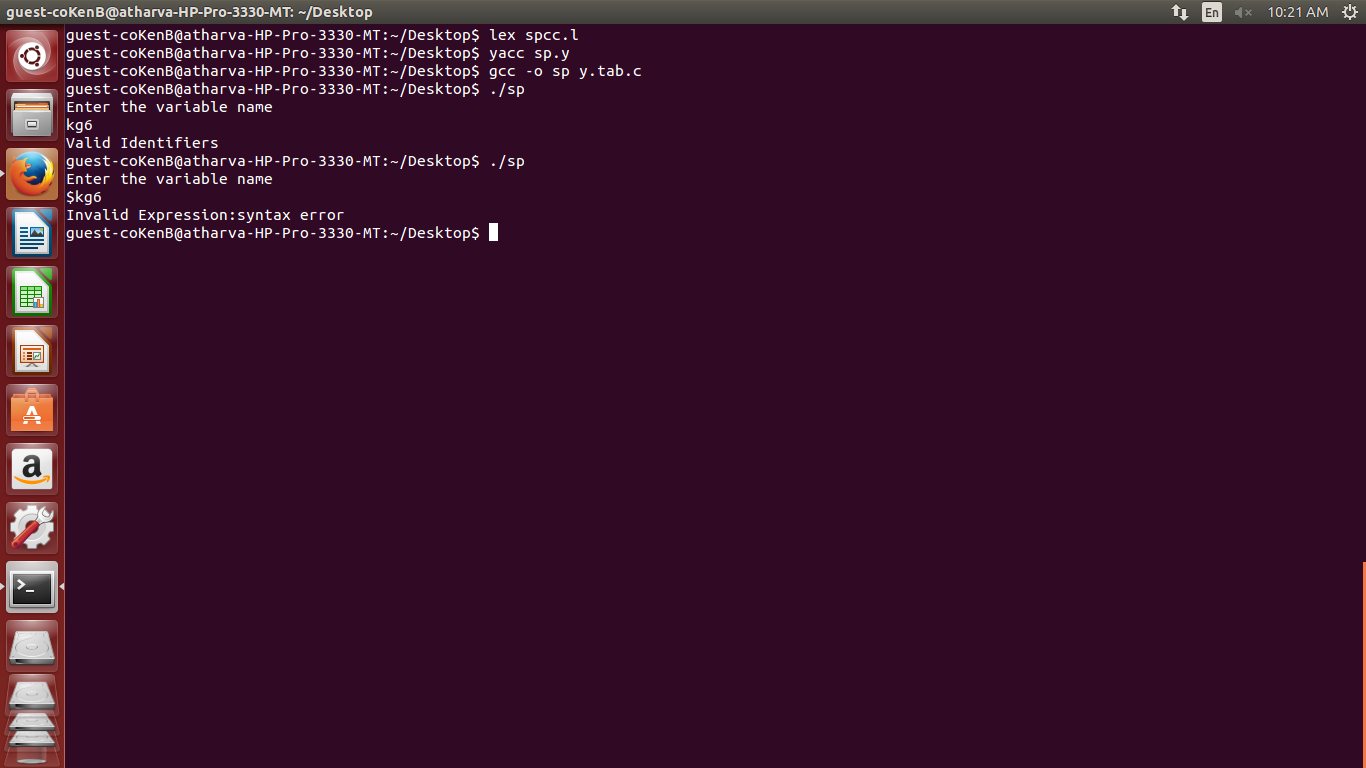 guest-coKenB@atharva-HP-Pro-3330-MT: ~/Desktop
En
10:21 AM
guest-coKenB@atharva-HP-Pro-3330-MT:~/Desktop$ lex spcc.l
guest-coKenB@atharva-HP-Pro-3330-MT:~/Desktop$ yacc sp.y
guest-coKenB@atharva-HP-Pro-3330-MT:~/Desktop$ gcc -o sp y.tab.c
guest-coKenB@atharva-HP-Pro-3330-MT:~/Desktop$ ./sp
Enter the variable name
kg6
Valid Identifiers
guest-coKenB@atharva-HP-Pro-3330-MT:~/Desktop$ ./sp
Enter the variable name
$kg6
Invalid Expression:syntax error
guest-coKenB@atharva-HP-Pro-3330-MT:~/Desktop$